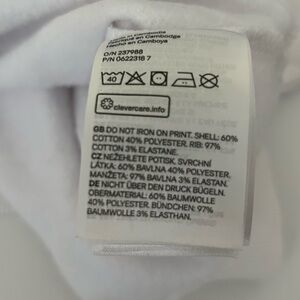 Made in Cambodia
Fabriqué en Cambodge
Hecho en Camboya
O/N 237988
P/N 0622318 7
40
clevercare.info
GB DO NOT IRON ON PRINT. SHELL: 60%
COTTON 40% POLYESTER. RIB: 97%
COTTON 3% ELASTANE.
CZ NEŽEHLETE POTISK. SVRCHNÍ
LÁTKA: 60% BAVLNA 40% POLYESTER.
MANŽETA: 97% BAVLNA 3% ELASTAN.
DE NICHT ÜBER DEN DRUCK BÜGELN.
OBERMATERIAL: 60% BAUMWOLLE
40% POLYESTER. BÜNDCHEN: 97%
BAUMWOLLE 3% ELASTHAN.